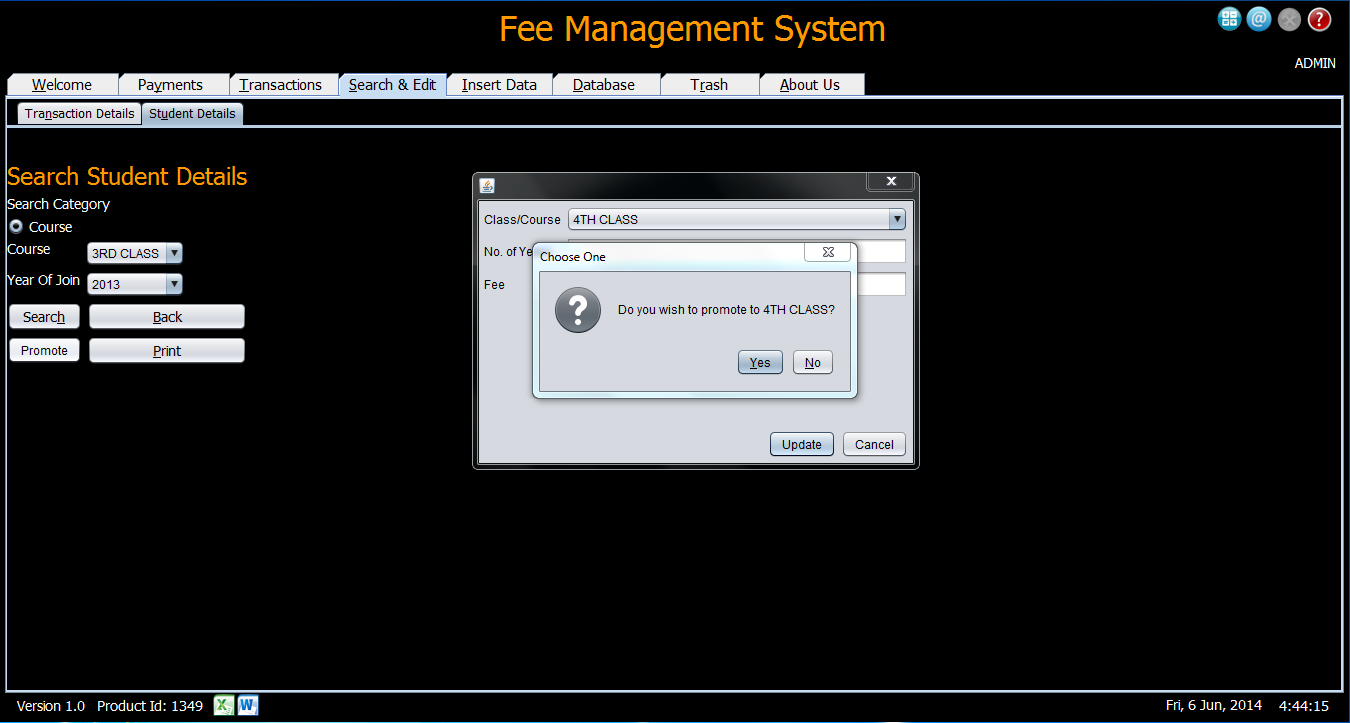 Fee Management System
ADMIN
Welcome Payments Transactions Search & Edit Insert Data Database Trash About Us
Transaction Details Student Details
Search Student Details
Search Category
Course
Course 3RD CLASS
Year Of Join 2013
Search Back
Promote Print
Class/Course 4TH CLASS
No. of Ye
Fee
Choose One
Do you wish to promote to 4TH CLASS?
Yes No
Update Cancel
Version 1.0 Product Id: 1349 Fri, 6 Jun, 2014 4:44:15